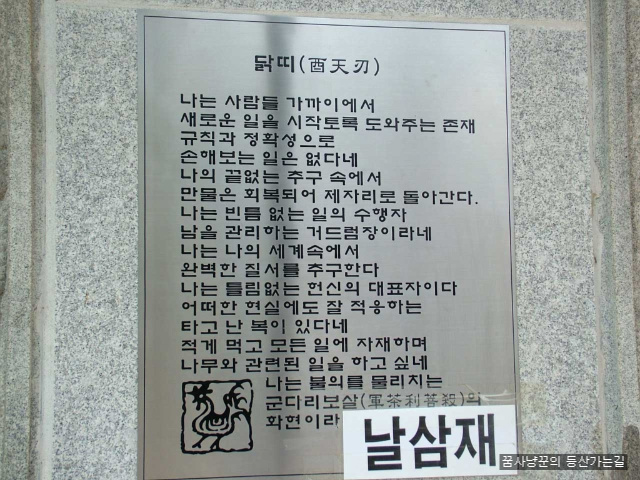 닭띠(酉天刃)
나는 사람들 가까이에서
새로운 일을 시작토록 도와주는 존재
규칙과 정확성으로
손해보는 일은 없다네
나의 끝없는 추구 속에서
만물은 회복되어 제자리로 돌아간다.
나는 빈틈 없는 일의 수행자
남을 관리하는 거드럼장이라네
나는 나의 세계속에서
완벽한 질서를 추구한다
나는 틀림없는 헌신의 대표자이다
어떠한 현실에도 잘 적응하는
타고 난 복이 있다네
적게 먹고 모든 일에 자재하며
나무와 관련된 일을 하고 싶네
나는 불의를 물리치는
군다리보살(軍茶利菩殺)의
화현이라
날삼재
꿈사냥꾼의 등산가는길